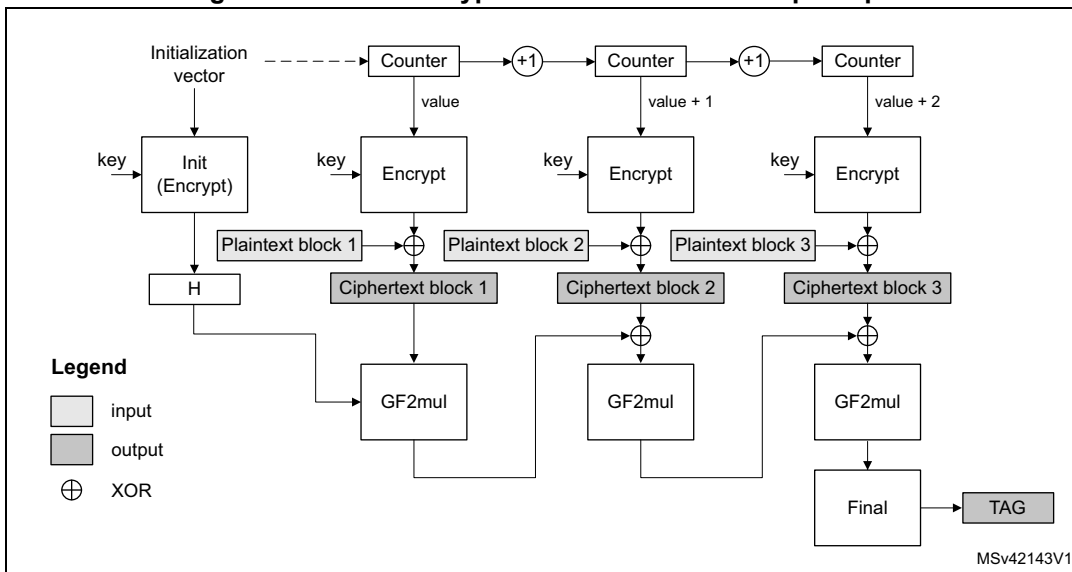 Initialization
vector
Counter
+1
Counter
+1
Counter
value
value + 1
value + 2
key
Init
(Encrypt)
key
Encrypt
key
Encrypt
key
Encrypt
Plaintext block 1
Plaintext block 2
Plaintext block 3
H
Ciphertext block 1
Ciphertext block 2
Ciphertext block 3
Legend
input
output
XOR
GF2mul
GF2mul
GF2mul
Final
TAG
MSv42143V1